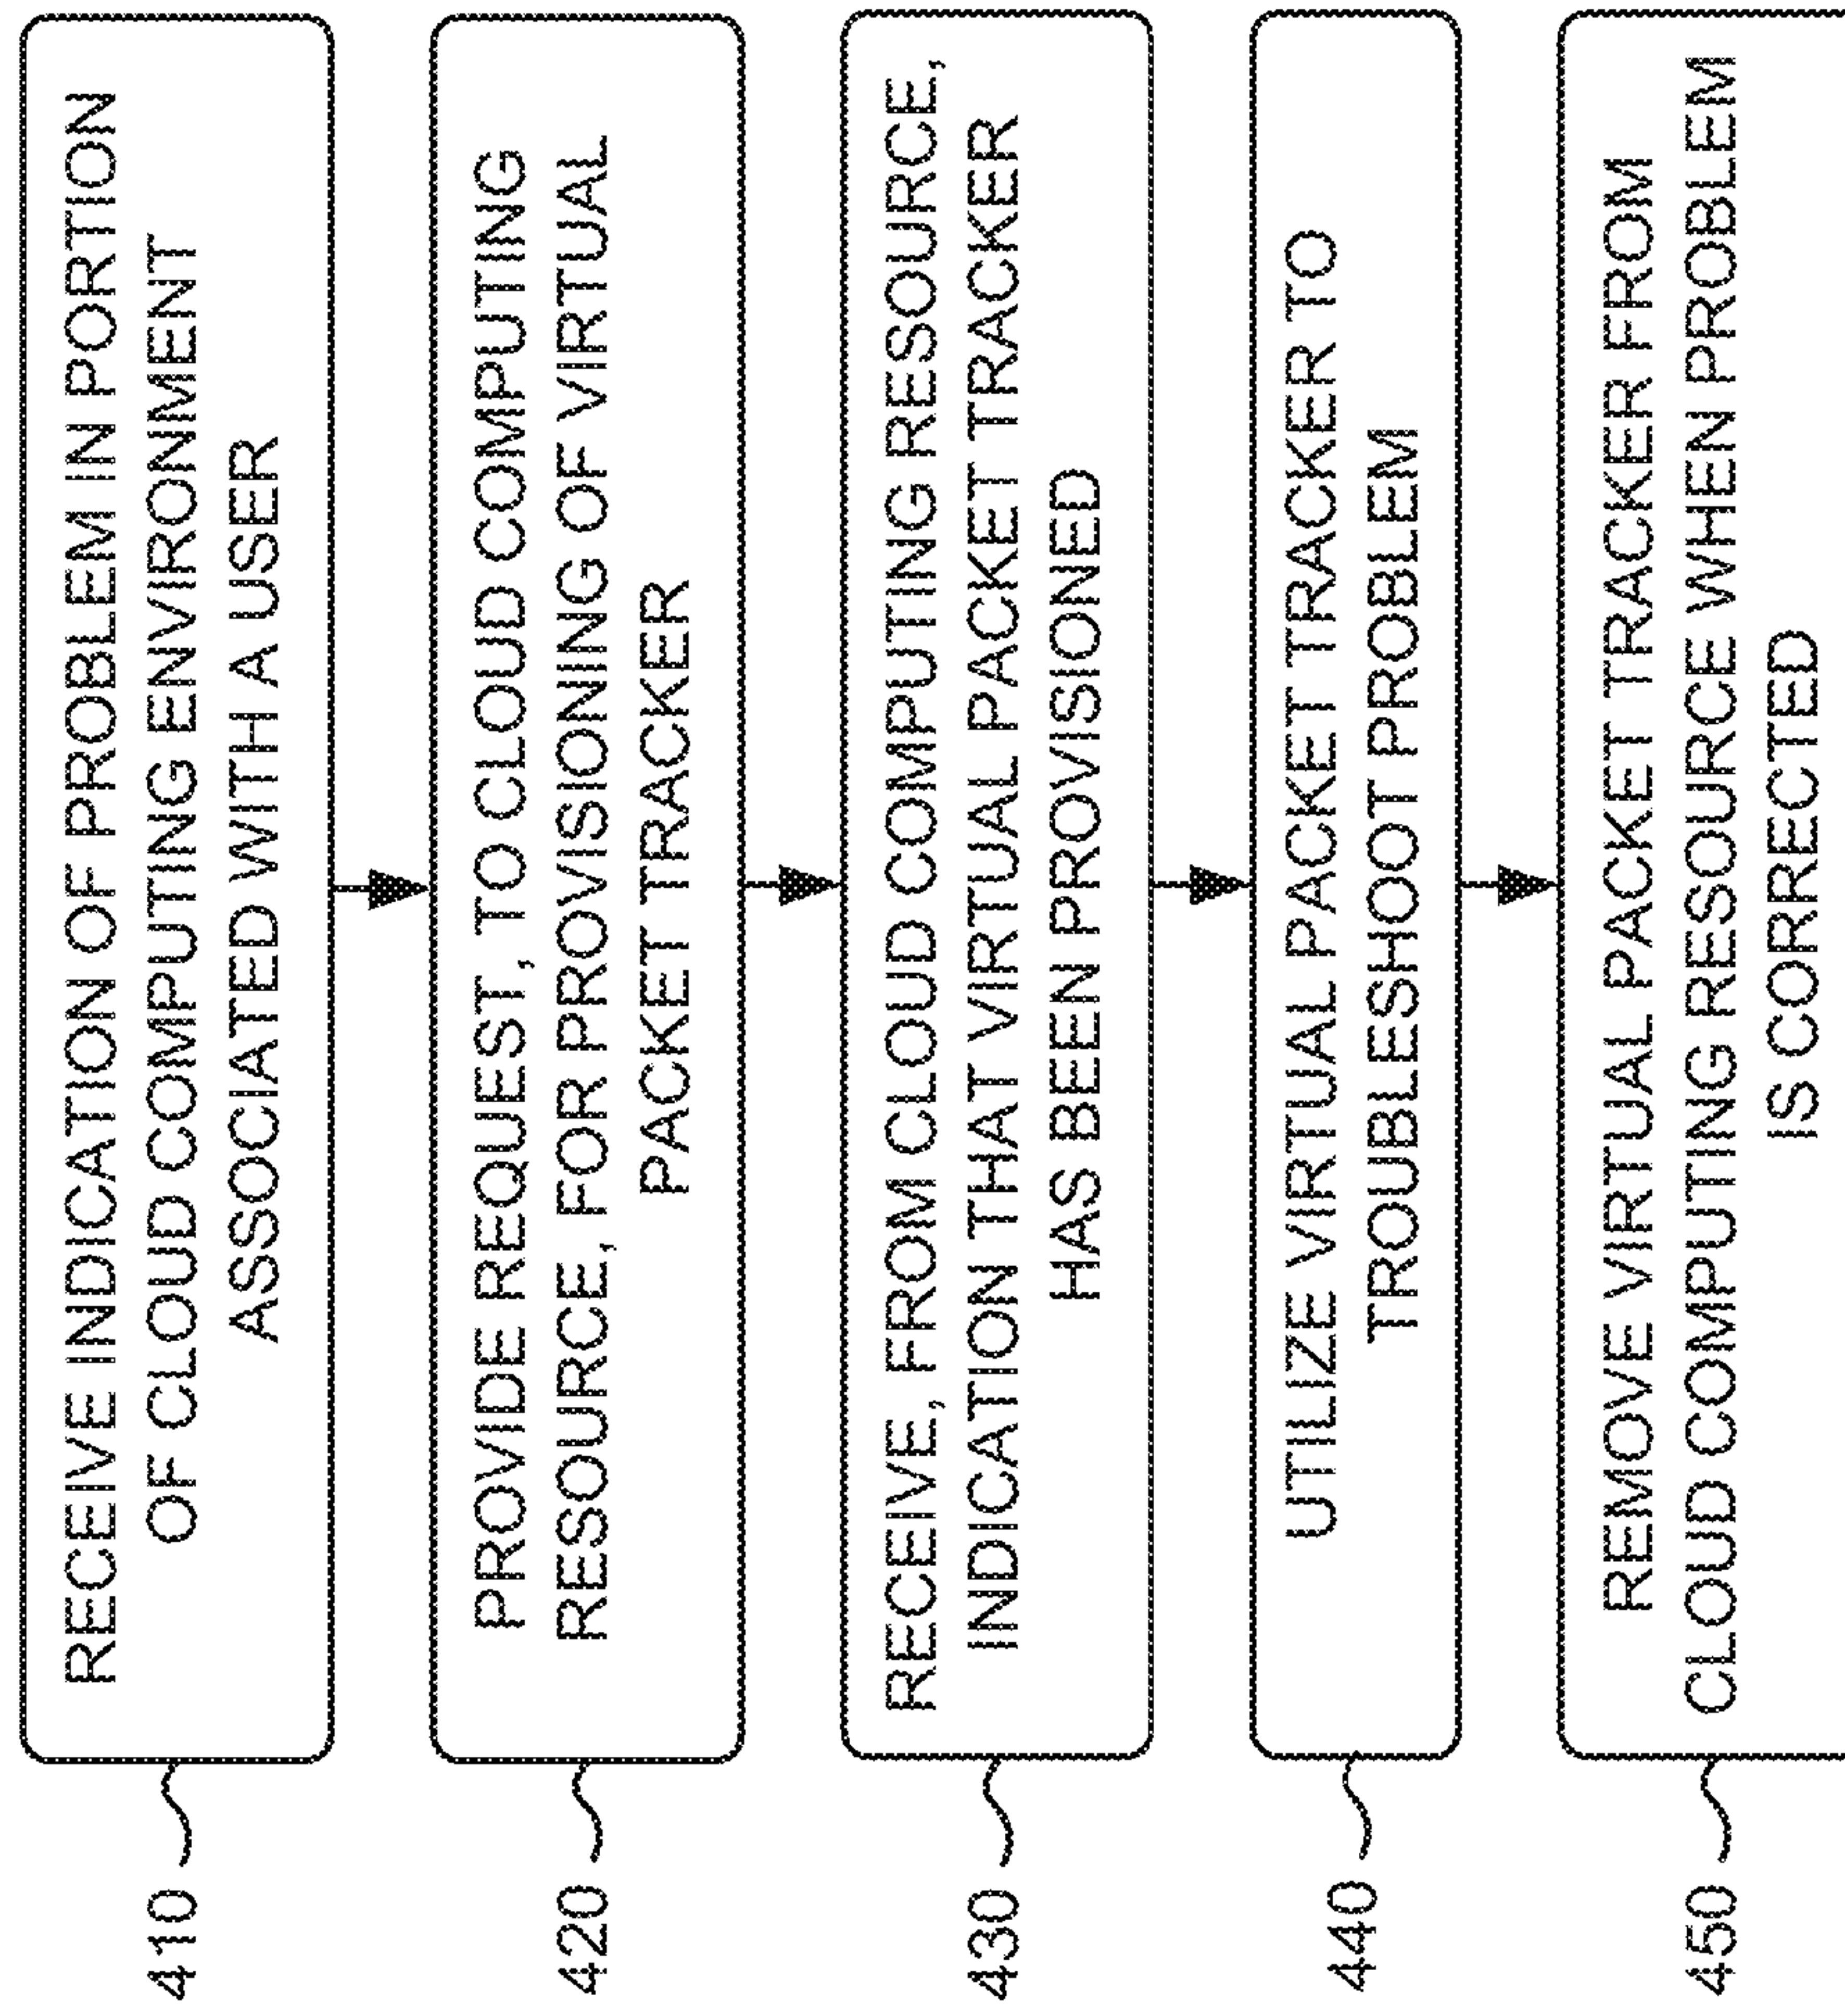 410
RECEIVE INDICATION OF PROBLEM IN PORTION
OF CLOUD COMPUTING ENVIRONMENT
ASSOCIATED WITH A USER
420
PROVIDE REQUEST, TO CLOUD COMPUTING
RESOURCE, FOR PROVISIONING OF VIRTUAL
PACKET TRACKER
430
RECEIVE, FROM CLOUD COMPUTING RESOURCE,
INDICATION THAT VIRTUAL PACKET TRACKER
HAS BEEN PROVISIONED
440
UTILIZE VIRTUAL PACKET TRACKER TO
TROUBLESHOOT PROBLEM
450
REMOVE VIRTUAL PACKET TRACKER FROM
CLOUD COMPUTING RESOURCE WHEN PROBLEM
IS CORRECTED